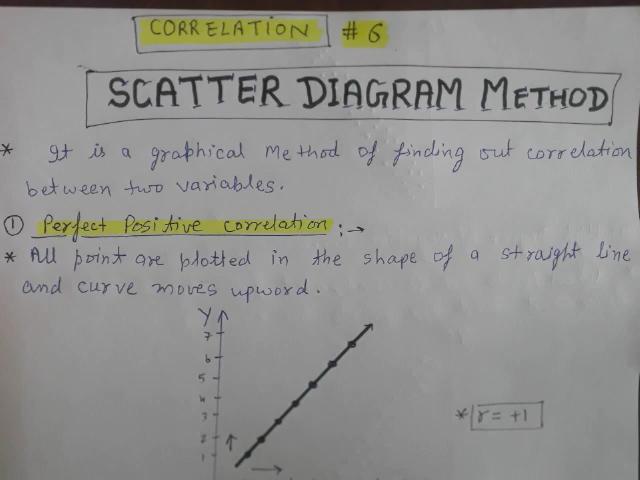 CORRELATION # 6
SCATTER DIAGRAM METHOD
* It is a graphical Method of finding out correlation
between two variables.
① Perfect Positive correlation :→
* All point are plotted in the shape of a straight line
and curve moves upword.
Y
7
6
5
4
3
2
1
* r = +1